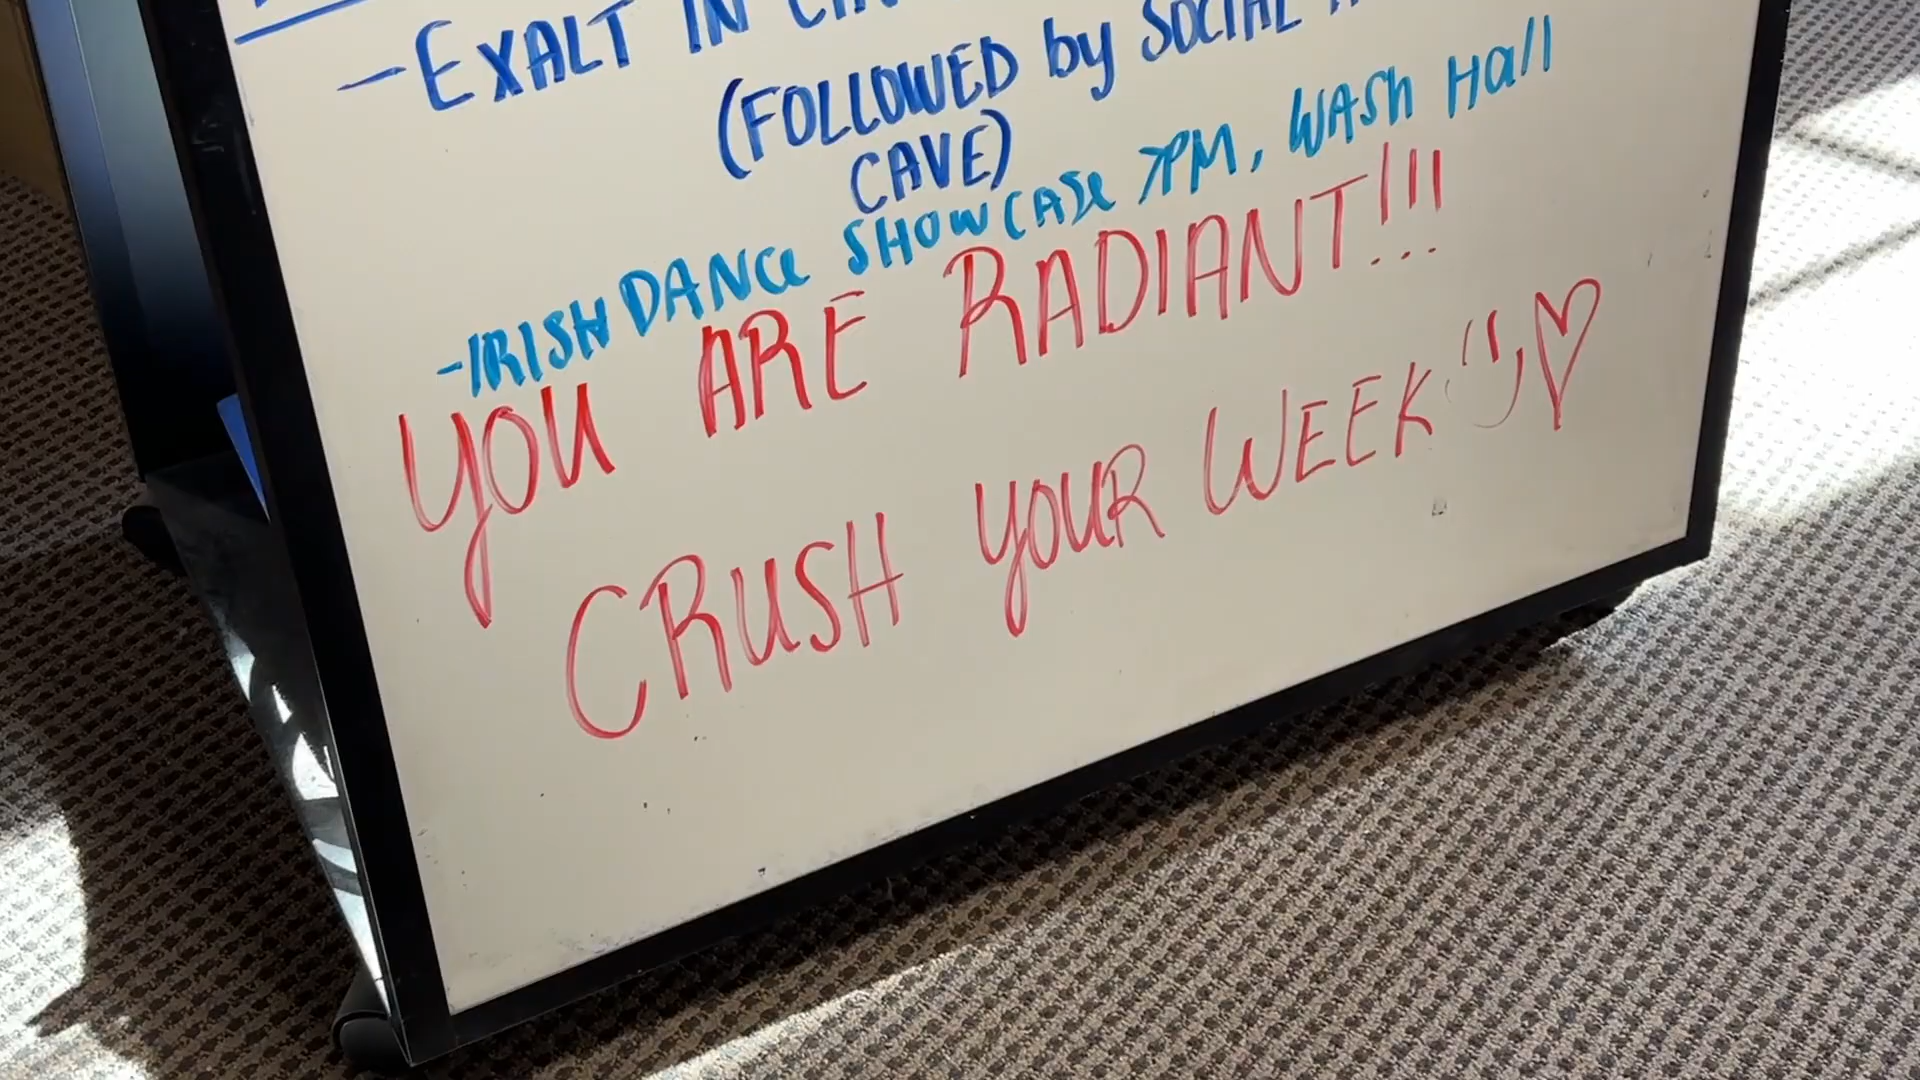 - EXALT IN
(FOLLOWED by SOCIAL
CAVE)
- IRISH DANCE SHOWCASE 7PM, WASH Hall
YOU ARE RADIANT!!!
CRUSH YOUR WEEK